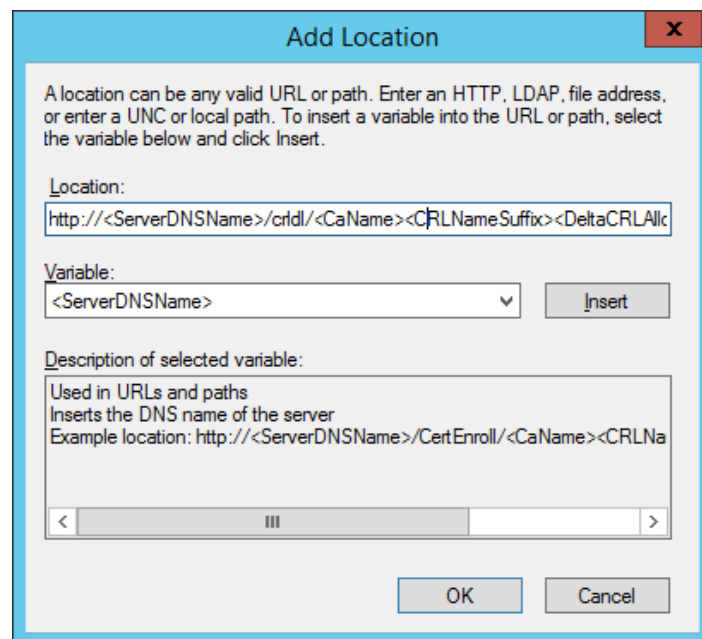 Add Location
x
A location can be any valid URL or path. Enter an HTTP, LDAP, file address,
or enter a UNC or local path. To insert a variable into the URL or path, select
the variable below and click Insert.
Location:
http://<ServerDNSName>/crldl/<CaName><CRLNameSuffix><DeltaCRLAllc
Variable:
<ServerDNSName>
Insert
Description of selected variable:
Used in URLs and paths
Inserts the DNS name of the server
Example location: http://<ServerDNSName>/CertEnroll/<CaName><CRLNa
OK
Cancel